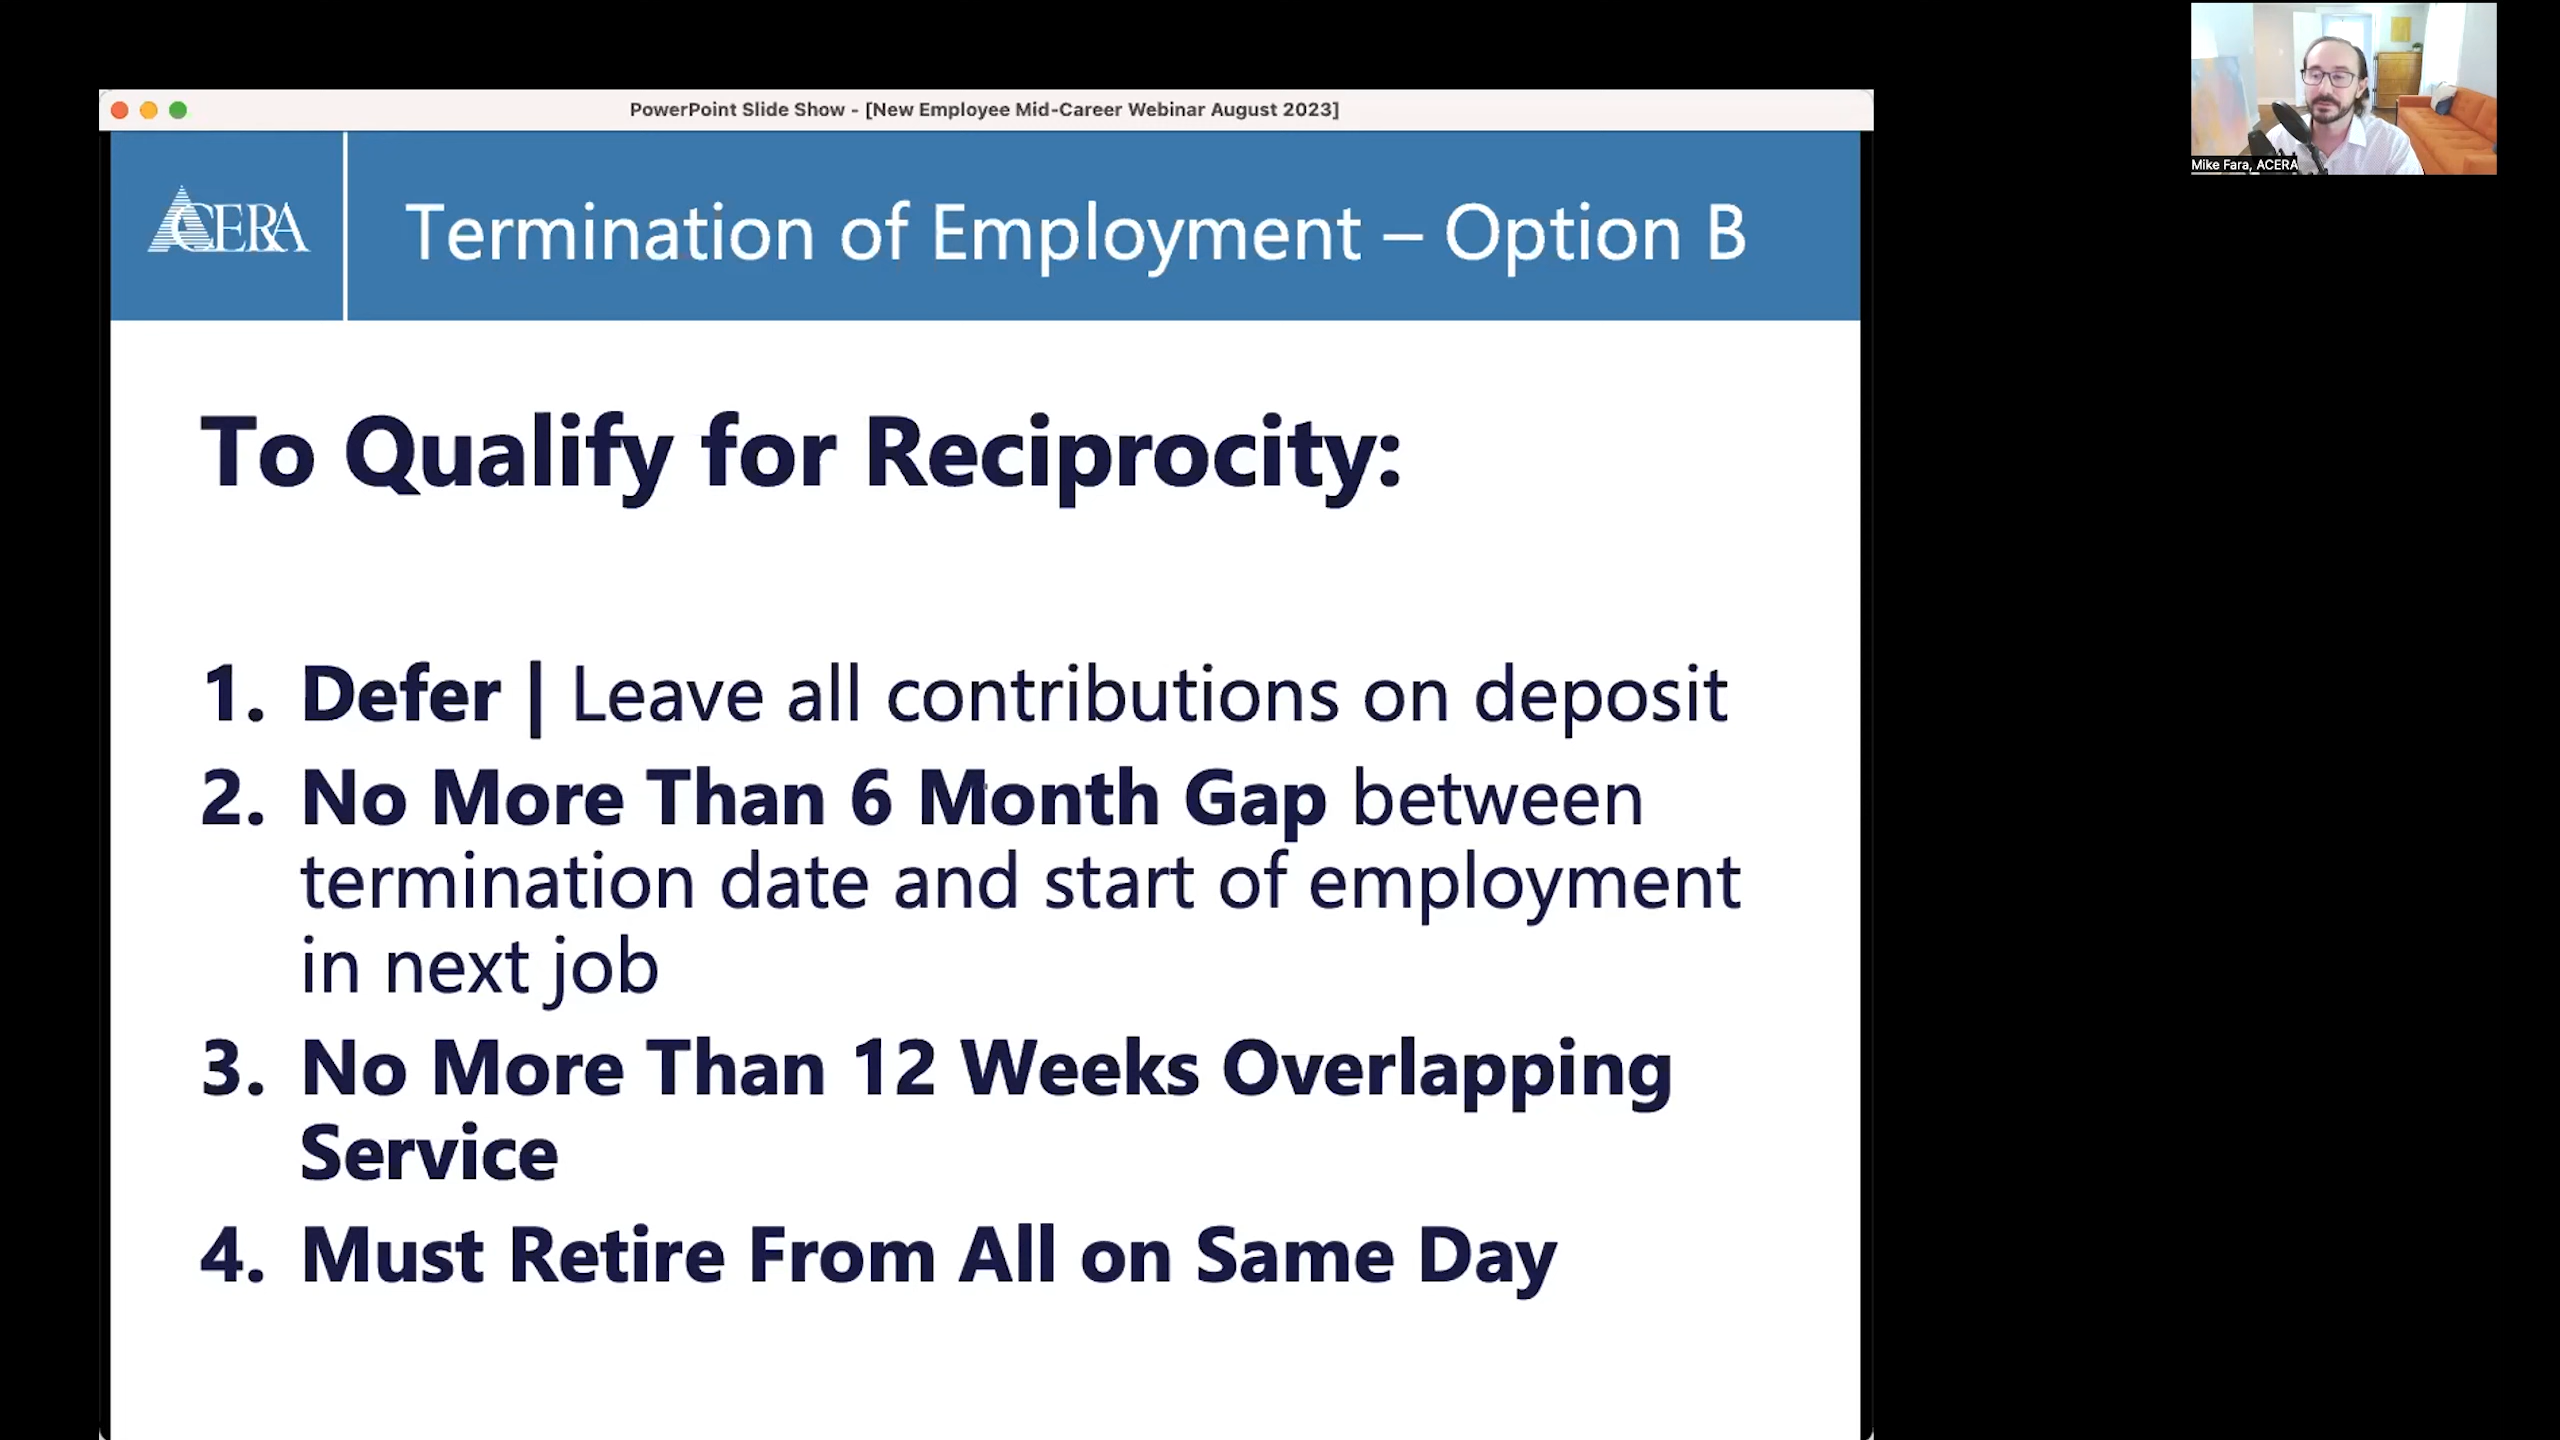 PowerPoint Slide Show - [New Employee Mid-Career Webinar August 2023]
Mike Fara, ACERA
ACERA
Termination of Employment – Option B
To Qualify for Reciprocity:
1. Defer | Leave all contributions on deposit
2. No More Than 6 Month Gap between
termination date and start of employment
in next job
3. No More Than 12 Weeks Overlapping
Service
4. Must Retire From All on Same Day